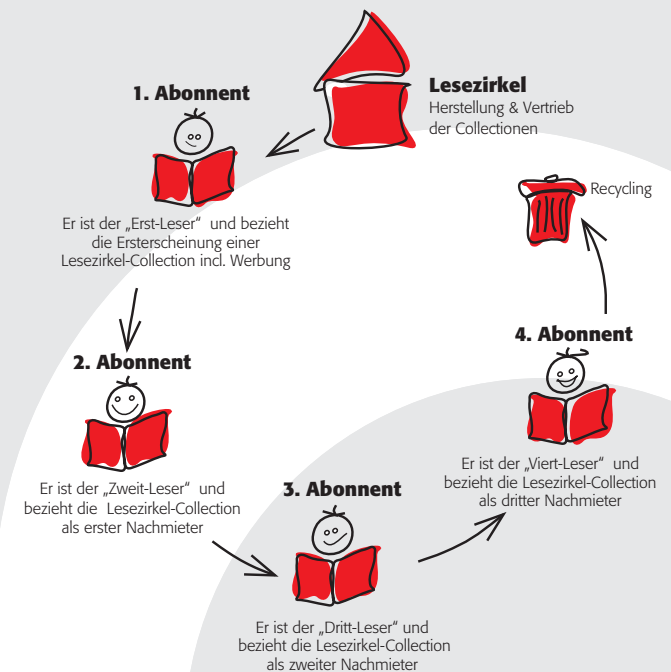 Lesezirkel
Herstellung & Vertrieb
der Collectionen
1. Abonnent
Er ist der „Erst-Leser“ und bezieht
die Ersterscheinung einer
Lesezirkel-Collection incl. Werbung
2. Abonnent
Er ist der „Zweit-Leser“ und
bezieht die Lesezirkel-Collection
als erster Nachmieter
3. Abonnent
Er ist der „Dritt-Leser“ und
bezieht die Lesezirkel-Collection
als zweiter Nachmieter
4. Abonnent
Er ist der „Viert-Leser“ und
bezieht die Lesezirkel-Collection
als dritter Nachmieter
Recycling